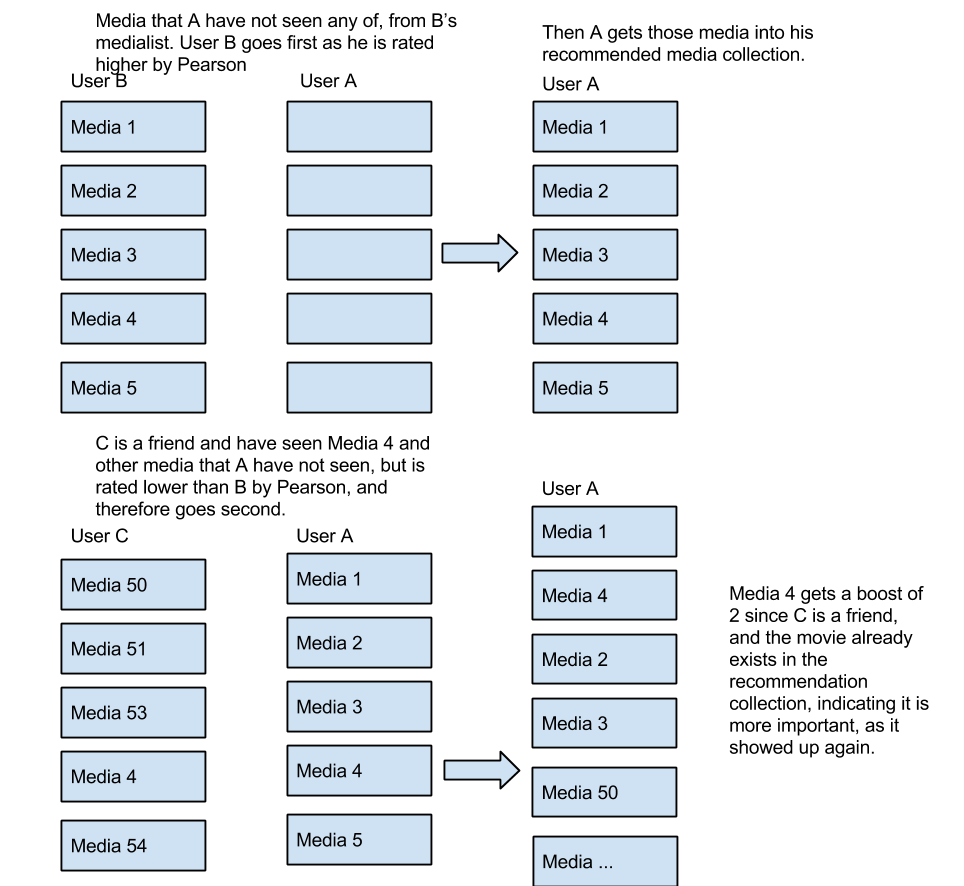 Media that A have not seen any of, from B's
medialist. User B goes first as he is rated
higher by Pearson
User B
User A
Media 1
Media 2
Media 3
Media 4
Media 5
Then A gets those media into his
recommended media collection.
User A
Media 1
Media 2
Media 3
Media 4
Media 5
C is a friend and have seen Media 4 and
other media that A have not seen, but is
rated lower than B by Pearson, and
therefore goes second.
User C
Media 50
Media 51
Media 53
Media 4
Media 54
User A
Media 1
Media 2
Media 3
Media 4
Media 5
User A
Media 1
Media 4
Media 2
Media 3
Media 50
Media ...
Media 4 gets a boost of
2 since C is a friend,
and the movie already
exists in the
recommendation
collection, indicating it is
more important, as it
showed up again.